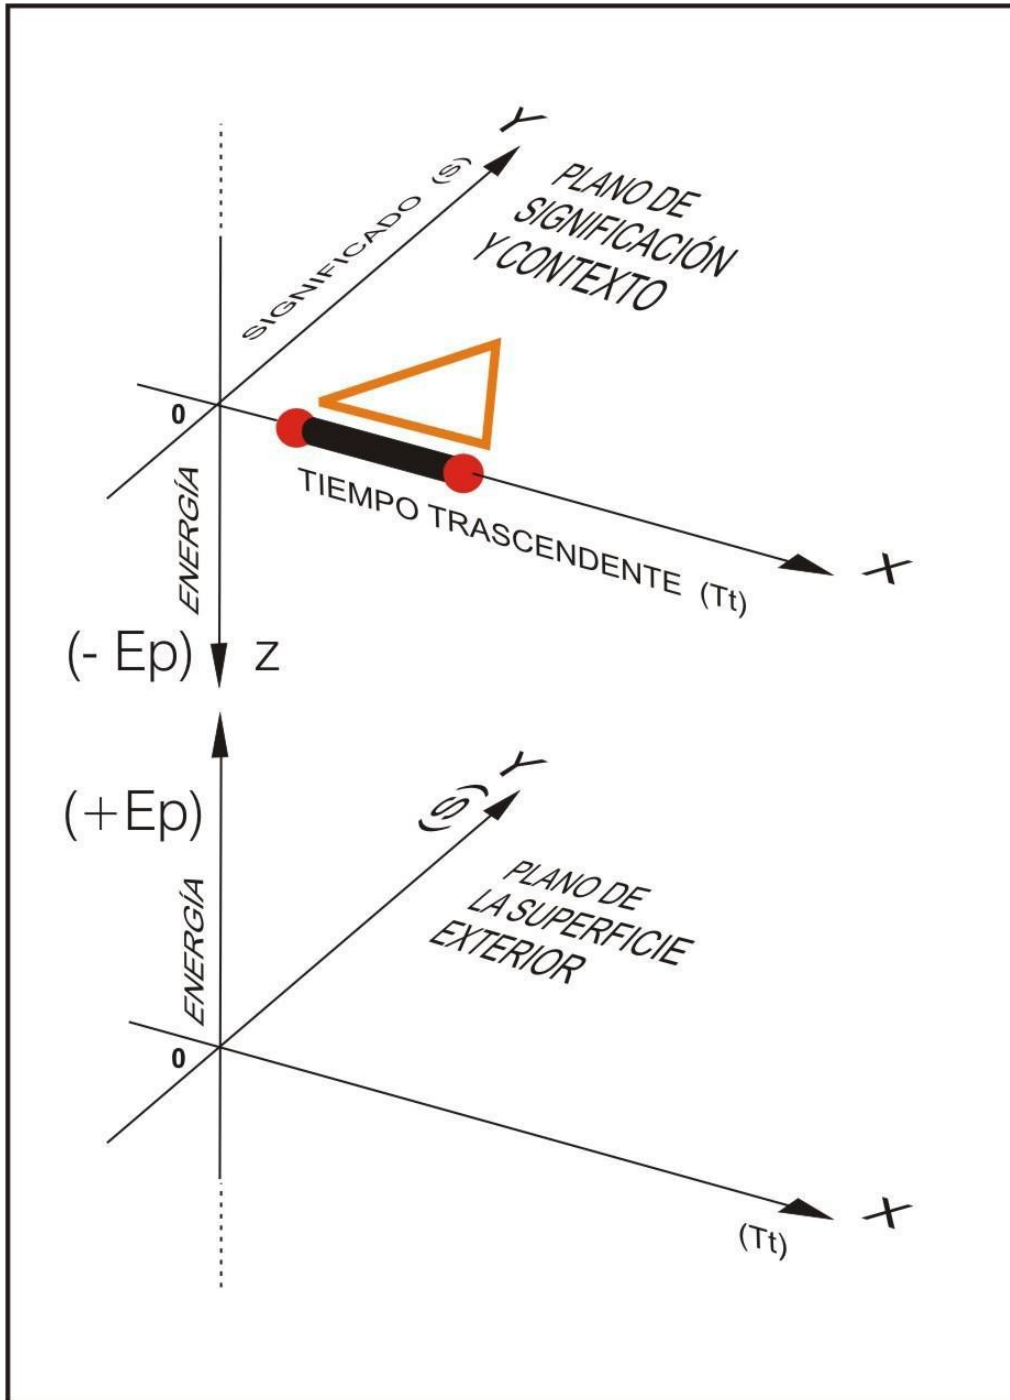 Y
SIGNIFICADO (S)
PLANO DE
SIGNIFICACIÓN
Y CONTEXTO
0
ENERGÍA
TIEMPO TRASCENDENTE (Tt)
X
(- Ep)
Z
(+Ep)
Y
(S)
ENERGÍA
PLANO DE
LA SUPERFICIE
EXTERIOR
0
X
(Tt)